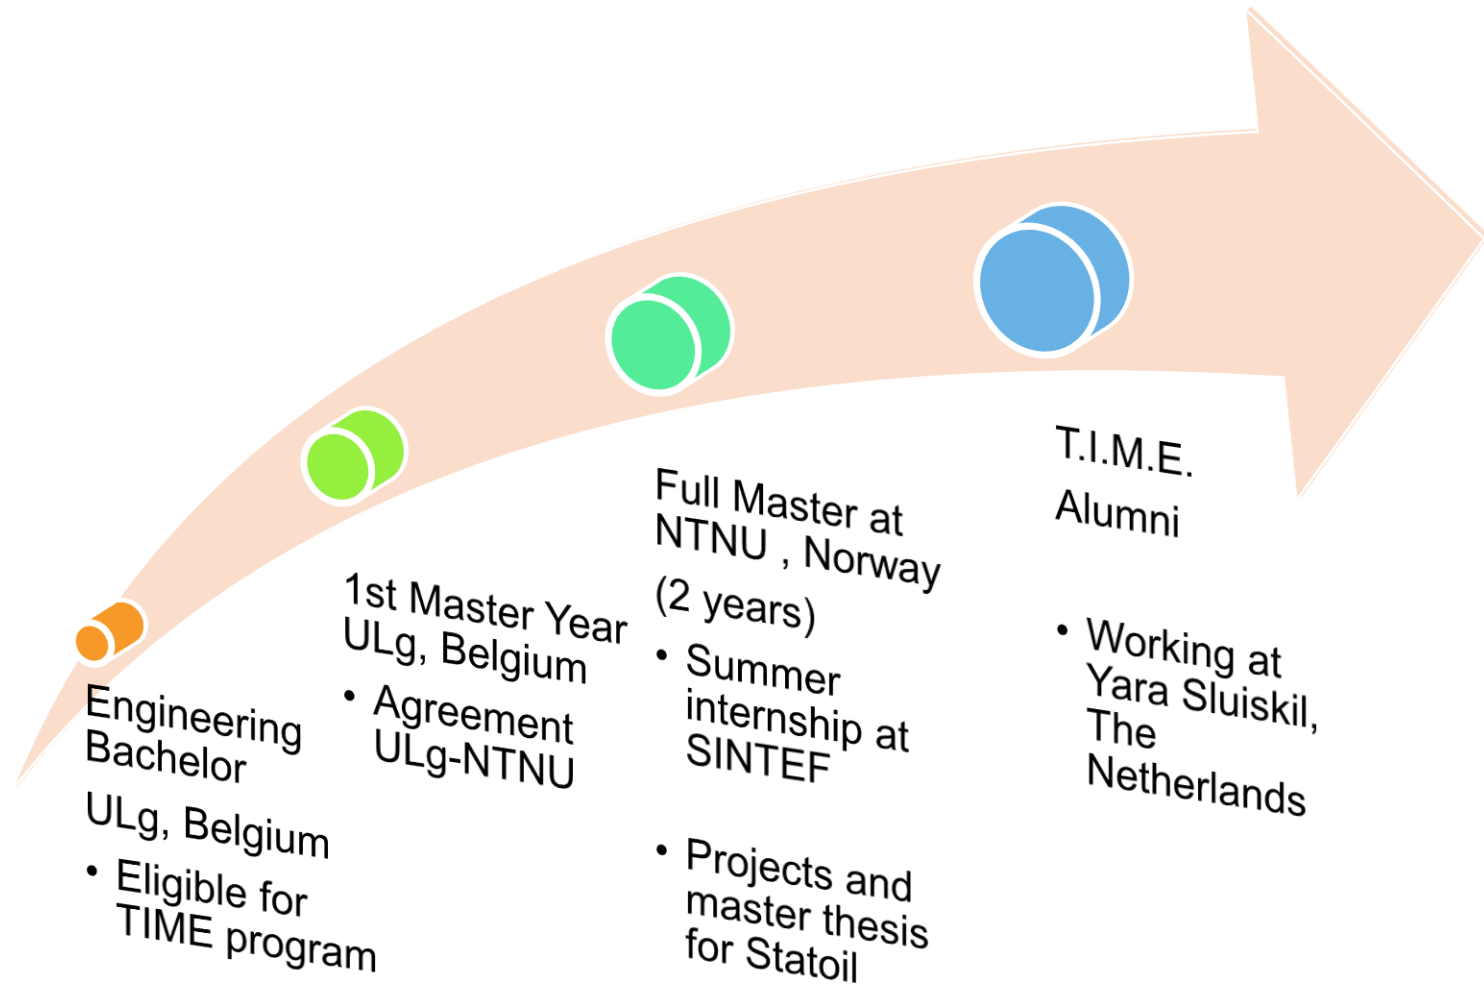 Engineering
Bachelor
ULg, Belgium
• Eligible for
TIME program
1st Master Year
ULg, Belgium
• Agreement
ULg-NTNU
Full Master at
NTNU , Norway
(2 years)
• Summer
internship at
SINTEF
• Projects and
master thesis
for Statoil
T.I.M.E.
Alumni
• Working at
Yara Sluiskil,
The
Netherlands